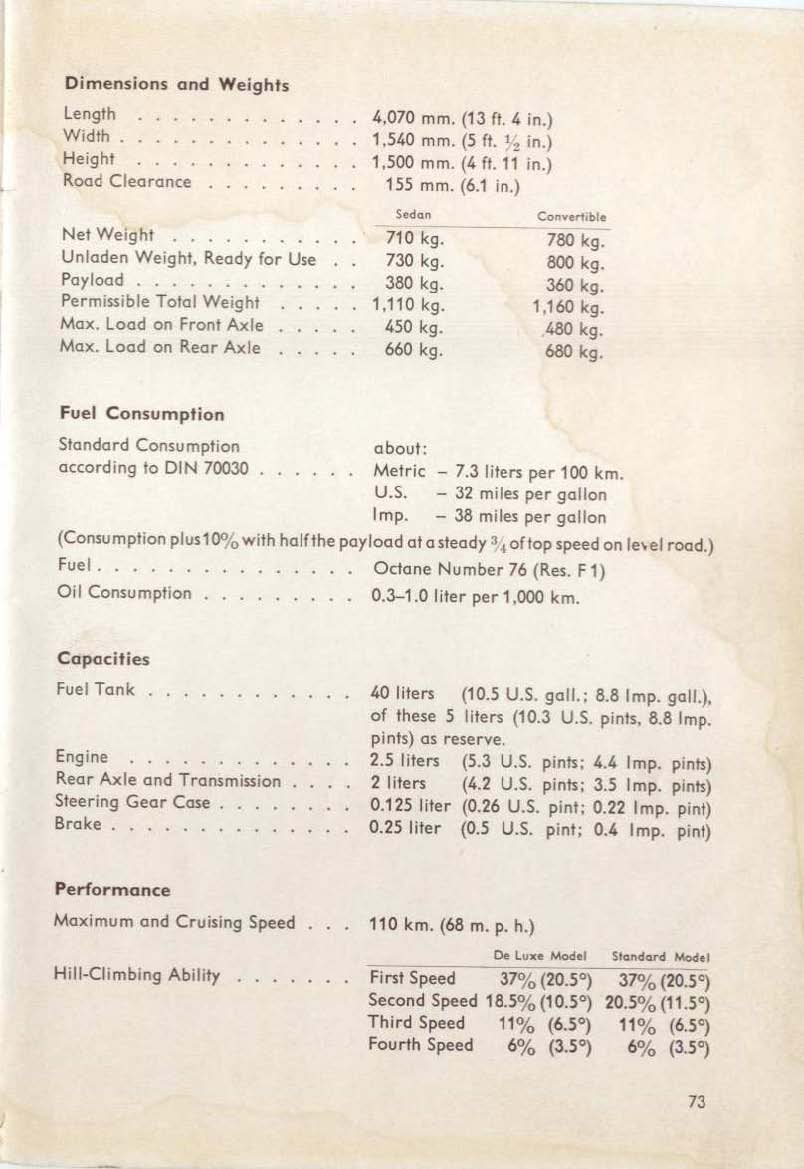 Dimensions and Weights
Length . . . . . . . . . . . . . 4,070 mm. (13 ft. 4 in.)
Width . . . . . . . . . . . . . . 1,540 mm. (5 ft. ½ in.)
Height . . . . . . . . . . . . . 1,500 mm. (4 ft. 11 in.)
Road Clearance . . . . . . . . . 155 mm. (6.1 in.)
Sedan Convertible
Net Weight . . . . . . . . . . . 710 kg. 780 kg.
Unladen Weight, Ready for Use . . 730 kg. 800 kg.
Payload . . . . . . . . . . . . . 380 kg. 360 kg.
Permissible Total Weight . . . . . 1,110 kg. 1,160 kg.
Max. Load on Front Axle . . . . . 450 kg. 480 kg.
Max. Load on Rear Axle . . . . . 660 kg. 680 kg.
Fuel Consumption
Standard Consumption about:
according to DIN 70030 . . . . . . Metric – 7.3 liters per 100 km.
U.S. – 32 miles per gallon
Imp. – 38 miles per gallon
(Consumption plus 10% with half the payload at a steady ¾ of top speed on level road.)
Fuel . . . . . . . . . . . . . . . Octane Number 76 (Res. F 1)
Oil Consumption . . . . . . . . . 0.3–1.0 liter per 1,000 km.
Capacities
Fuel Tank . . . . . . . . . . . . 40 liters (10.5 U.S. gall.; 8.8 Imp. gall.),
of these 5 liters (10.3 U.S. pints, 8.8 Imp.
pints) as reserve.
Engine . . . . . . . . . . . . . 2.5 liters (5.3 U.S. pints; 4.4 Imp. pints)
Rear Axle and Transmission . . . . 2 liters (4.2 U.S. pints; 3.5 Imp. pints)
Steering Gear Case . . . . . . . . 0.125 liter (0.26 U.S. pint; 0.22 Imp. pint)
Brake . . . . . . . . . . . . . . 0.25 liter (0.5 U.S. pint; 0.4 Imp. pint)
Performance
Maximum and Cruising Speed . . . 110 km. (68 m. p. h.)
De Luxe Model Standard Model
Hill-Climbing Ability . . . . . . . First Speed 37% (20.5°) 37% (20.5°)
Second Speed 18.5% (10.5°) 20.5% (11.5°)
Third Speed 11% (6.5°) 11% (6.5°)
Fourth Speed 6% (3.5°) 6% (3.5°)
73